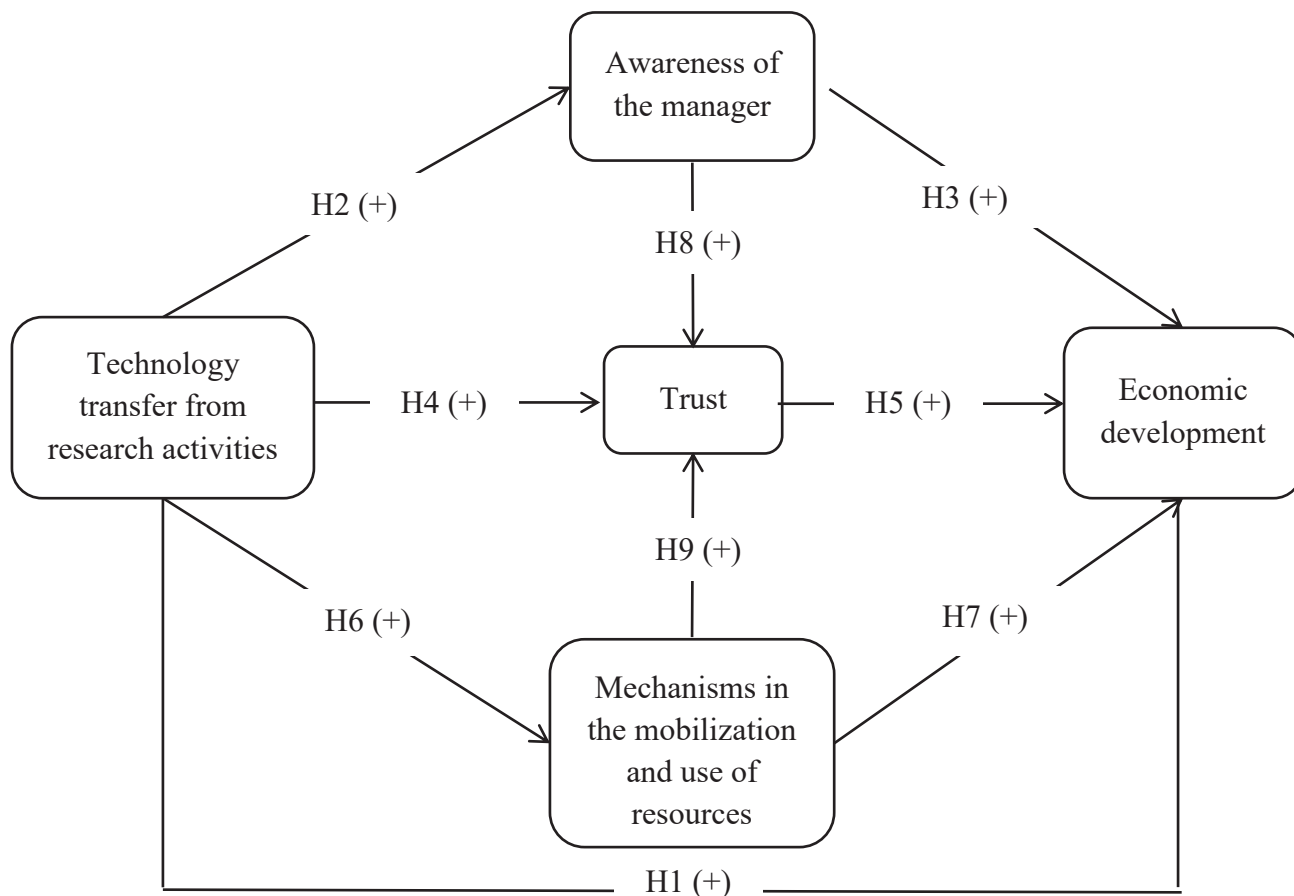 Awareness of
the manager
H2 (+)
H3 (+)
H8 (+)
Technology
transfer from
research activities
H4 (+)
Trust
H5 (+)
Economic
development
H9 (+)
H6 (+)
H7 (+)
Mechanisms in
the mobilization
and use of
resources
H1 (+)